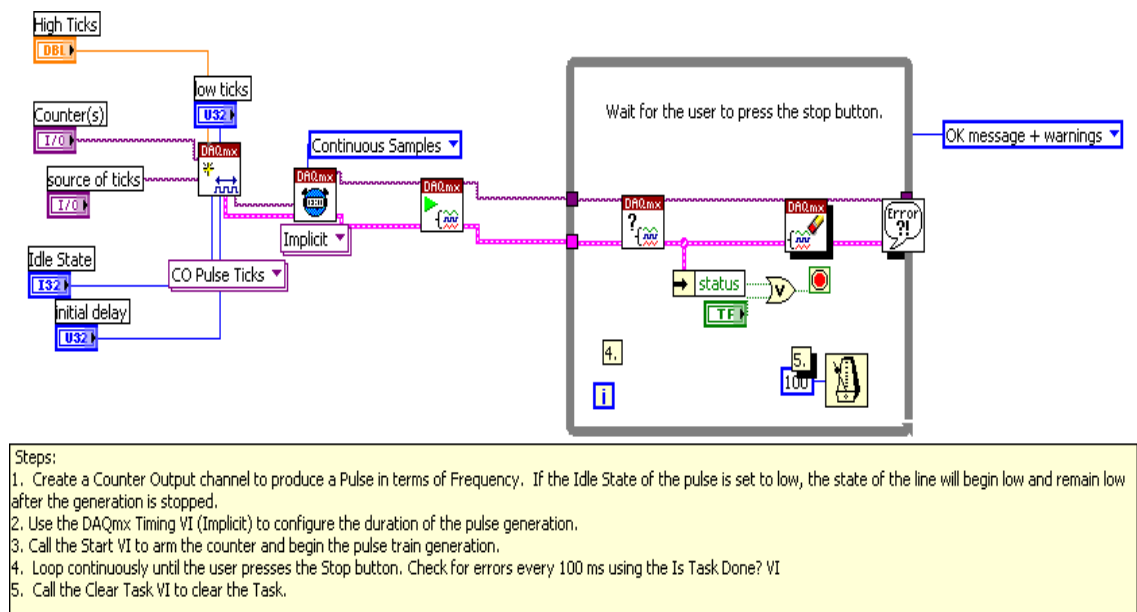 High Ticks
DBL
low ticks
U32
Counter(s)
I/O
DAQmx
source of ticks
I/O
Continuous Samples
DAQmx
DAQmx
Implicit
Idle State
I32
CO Pulse Ticks
initial delay
U32
Wait for the user to press the stop button.
OK message + warnings
DAQmx
?
DAQmx
Error
?!
status
V
TF
4.
i
5.
100
Steps:
1. Create a Counter Output channel to produce a Pulse in terms of Frequency. If the Idle State of the pulse is set to low, the state of the line will begin low and remain low
after the generation is stopped.
2. Use the DAQmx Timing VI (Implicit) to configure the duration of the pulse generation.
3. Call the Start VI to arm the counter and begin the pulse train generation.
4. Loop continuously until the user presses the Stop button. Check for errors every 100 ms using the Is Task Done? VI
5. Call the Clear Task VI to clear the Task.